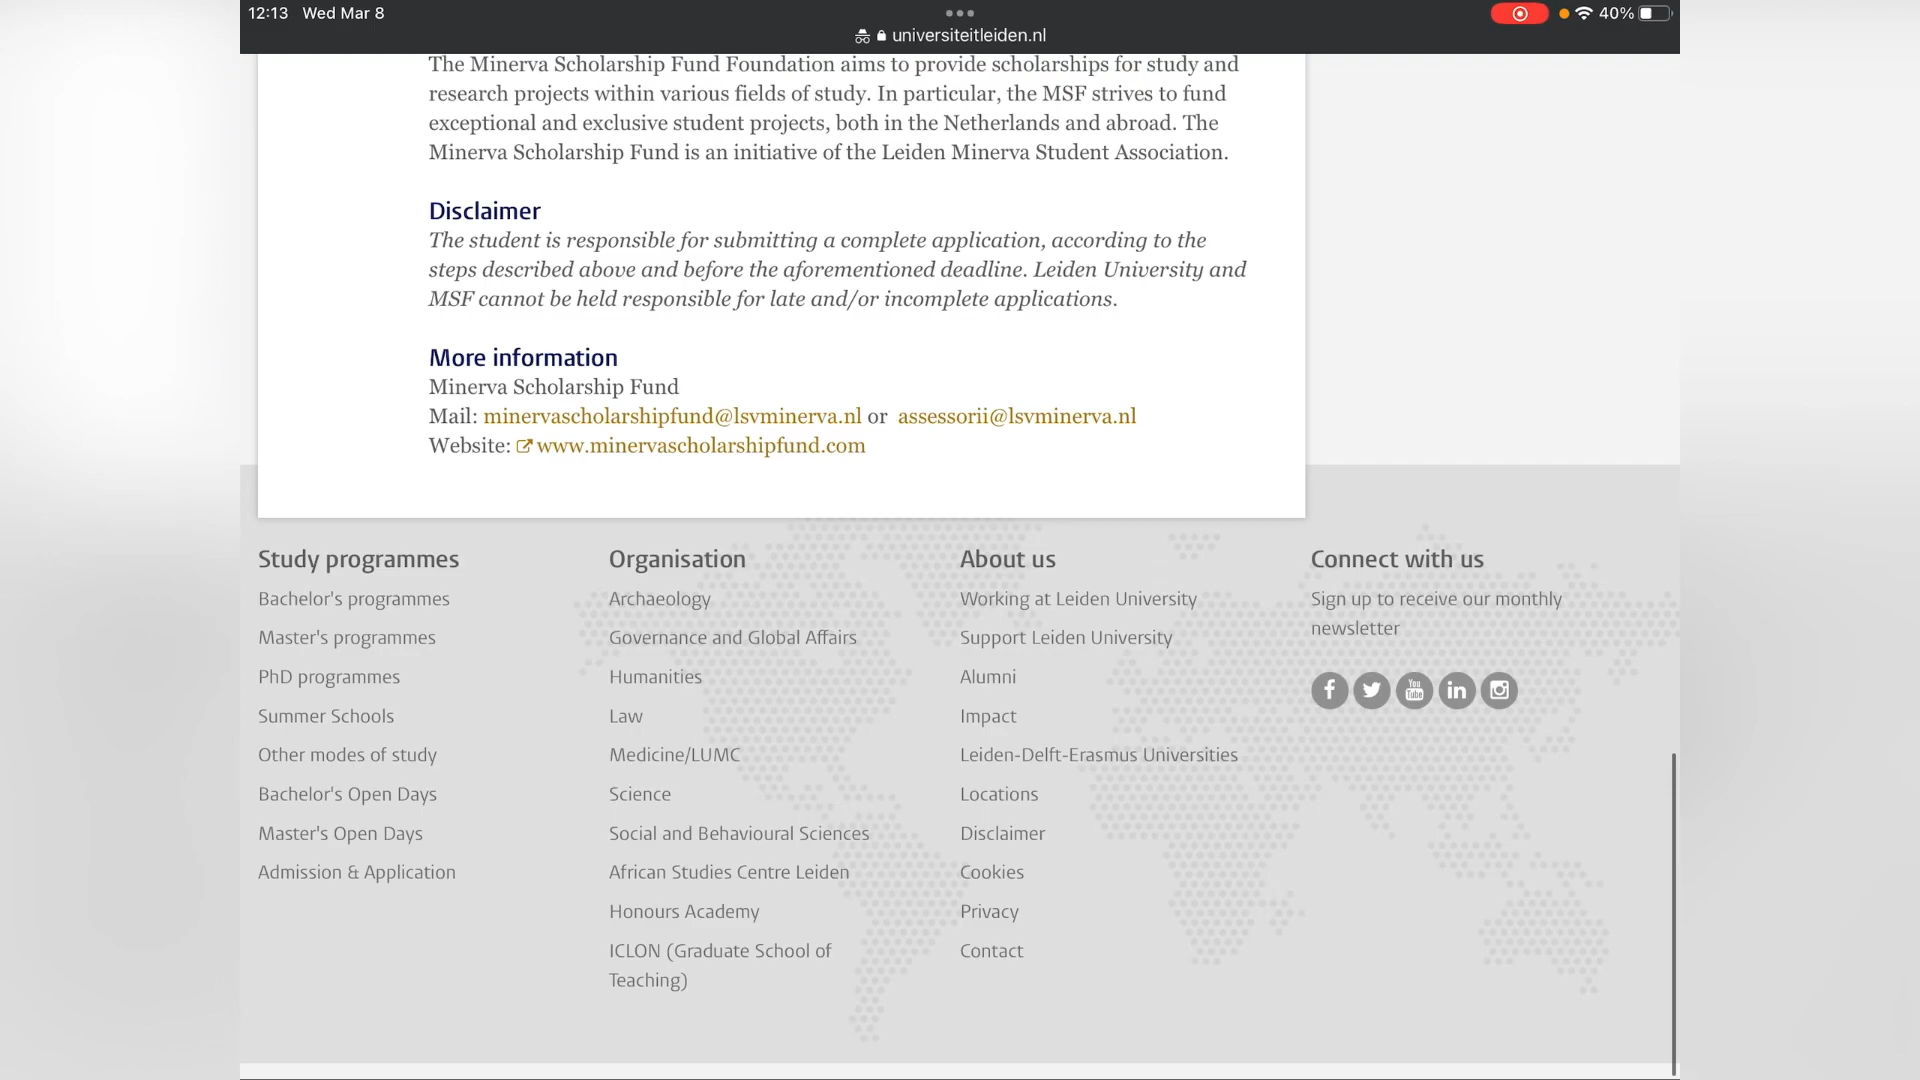 12:13 Wed Mar 8
40%
universiteitleiden.nl
The Minerva Scholarship Fund Foundation aims to provide scholarships for study and
research projects within various fields of study. In particular, the MSF strives to fund
exceptional and exclusive student projects, both in the Netherlands and abroad. The
Minerva Scholarship Fund is an initiative of the Leiden Minerva Student Association.
Disclaimer
The student is responsible for submitting a complete application, according to the
steps described above and before the aforementioned deadline. Leiden University and
MSF cannot be held responsible for late and/or incomplete applications.
More information
Minerva Scholarship Fund
Mail: minervascholarshipfund@lsvminerva.nl or assessorii@lsvminerva.nl
Website: www.minervascholarshipfund.com
Study programmes
Bachelor's programmes
Master's programmes
PhD programmes
Summer Schools
Other modes of study
Bachelor's Open Days
Master's Open Days
Admission & Application
Organisation
Archaeology
Governance and Global Affairs
Humanities
Law
Medicine/LUMC
Science
Social and Behavioural Sciences
African Studies Centre Leiden
Honours Academy
ICLON (Graduate School of
Teaching)
About us
Working at Leiden University
Support Leiden University
Alumni
Impact
Leiden-Delft-Erasmus Universities
Locations
Disclaimer
Cookies
Privacy
Contact
Connect with us
Sign up to receive our monthly
newsletter
You
Tube
in